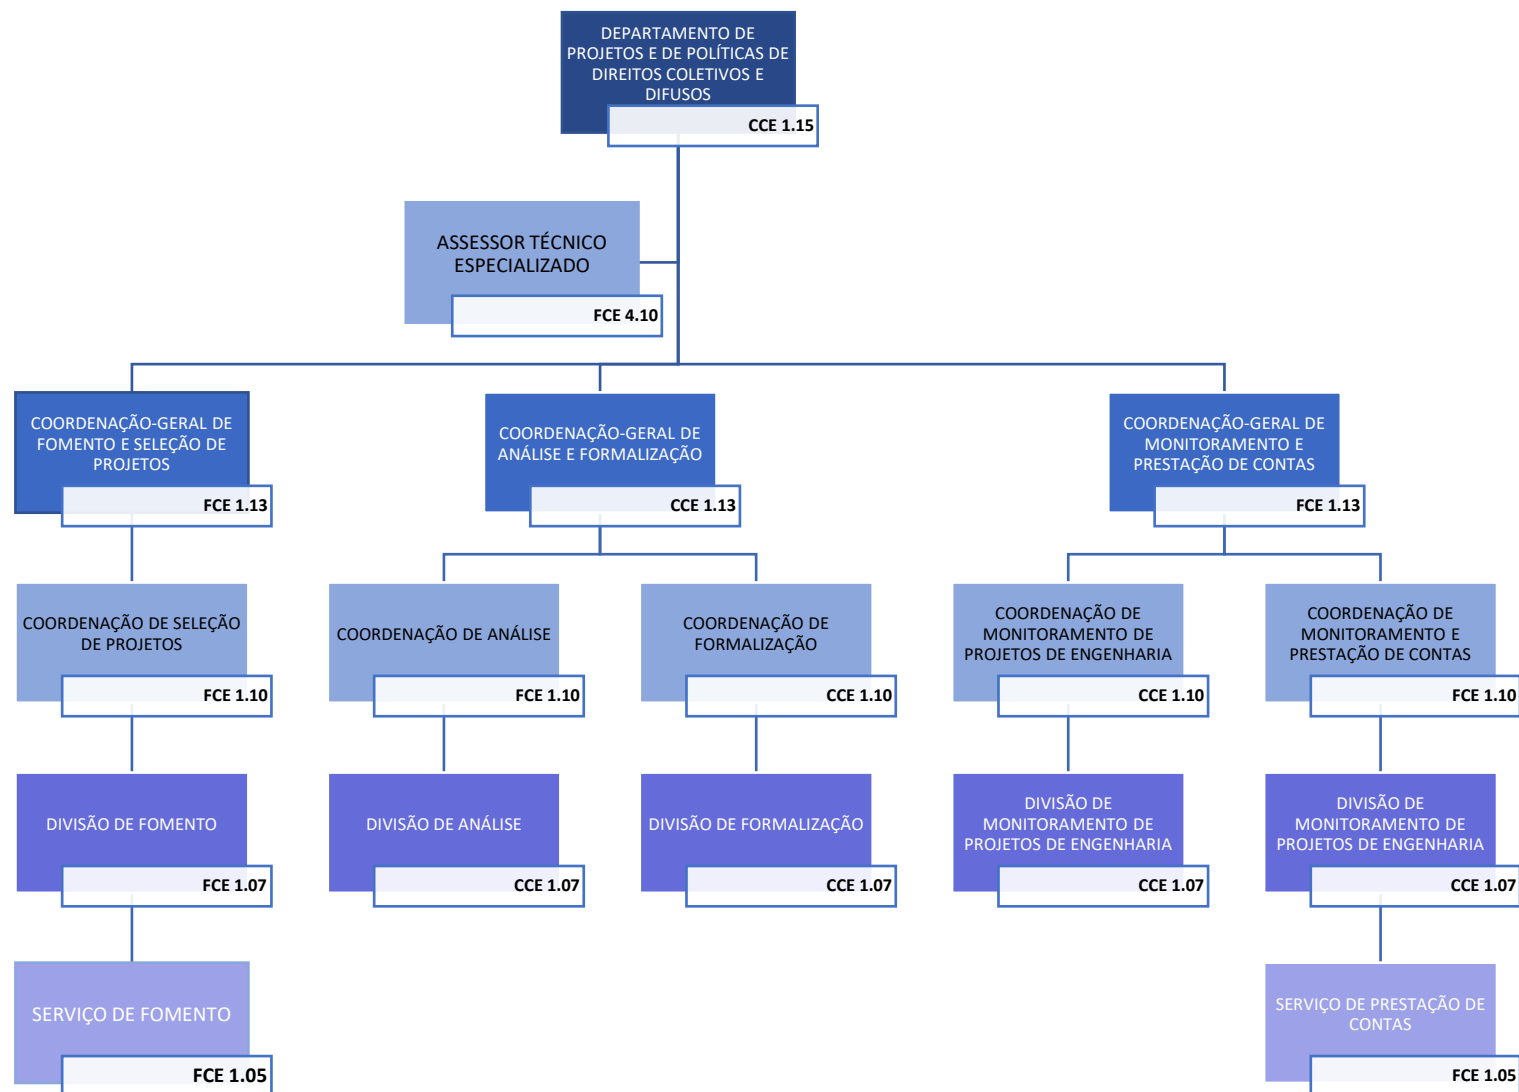 DEPARTAMENTO DE
PROJETOS E DE POLÍTICAS DE
DIREITOS COLETIVOS E
DIFUSOS
CCE 1.15
ASSESSOR TÉCNICO
ESPECIALIZADO
FCE 4.10
COORDENAÇÃO-GERAL DE
FOMENTO E SELEÇÃO DE
PROJETOS
FCE 1.13
COORDENAÇÃO-GERAL DE
ANÁLISE E FORMALIZAÇÃO
CCE 1.13
COORDENAÇÃO-GERAL DE
MONITORAMENTO E
PRESTAÇÃO DE CONTAS
FCE 1.13
COORDENAÇÃO DE SELEÇÃO
DE PROJETOS
FCE 1.10
COORDENAÇÃO DE ANÁLISE
FCE 1.10
COORDENAÇÃO DE
FORMALIZAÇÃO
CCE 1.10
COORDENAÇÃO DE
MONITORAMENTO DE
PROJETOS DE ENGENHARIA
CCE 1.10
COORDENAÇÃO DE
MONITORAMENTO E
PRESTAÇÃO DE CONTAS
FCE 1.10
DIVISÃO DE FOMENTO
FCE 1.07
DIVISÃO DE ANÁLISE
CCE 1.07
DIVISÃO DE FORMALIZAÇÃO
CCE 1.07
DIVISÃO DE
MONITORAMENTO DE
PROJETOS DE ENGENHARIA
CCE 1.07
DIVISÃO DE
MONITORAMENTO DE
PROJETOS DE ENGENHARIA
CCE 1.07
SERVIÇO DE FOMENTO
FCE 1.05
SERVIÇO DE PRESTAÇÃO DE
CONTAS
FCE 1.05